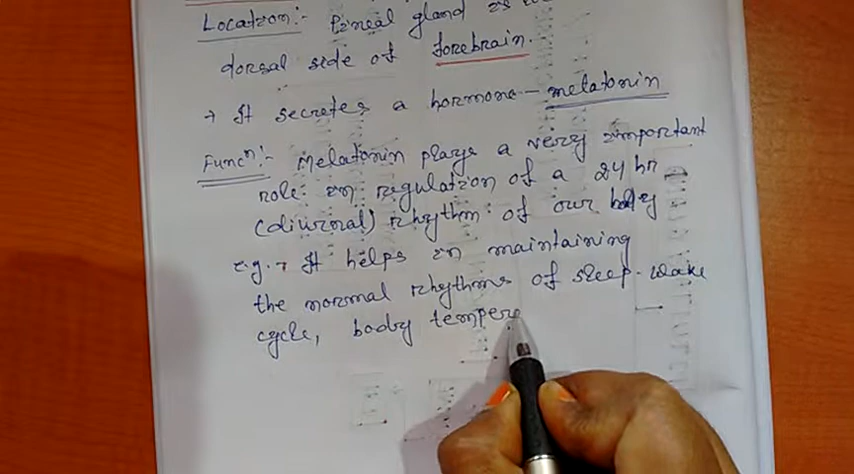 Location:- Pineal gland is
dorsal side of forebrain.
→ It secretes a hormone - melatonin
Funcⁿ:- Melatonin plays a very important
role in regulation of a 24 hr
(diurnal) rhythm of our body
e.g. → It helps in maintaining
the normal rhythms of sleep-wake
cycle, body tempera